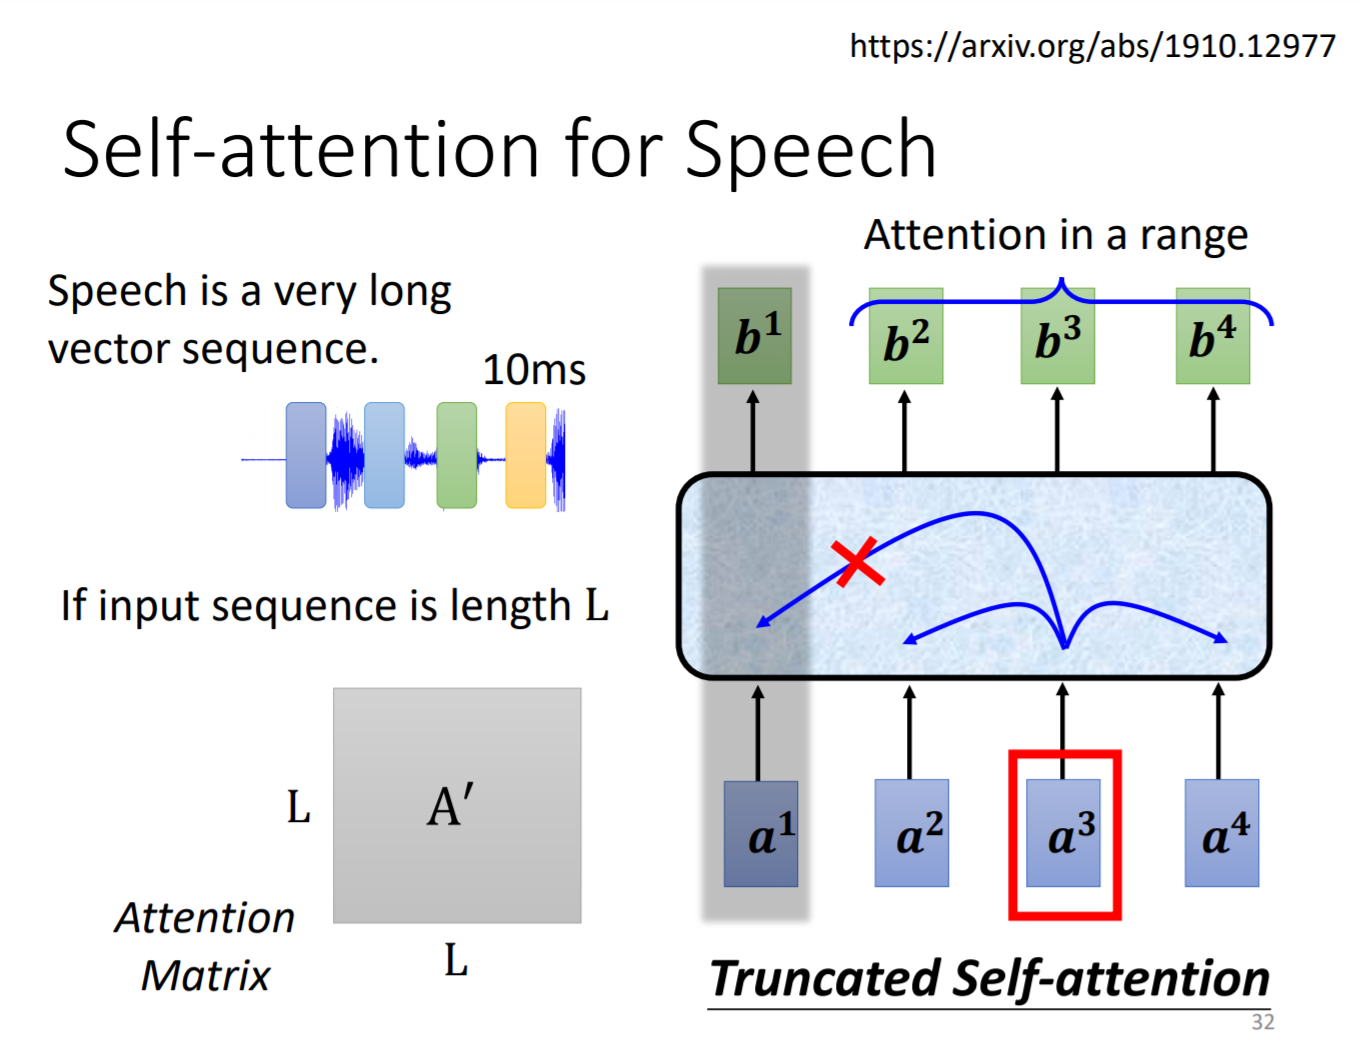 https://arxiv.org/abs/1910.12977
Self-attention for Speech
Speech is a very long
vector sequence.
10ms
If input sequence is length L
L
A′
Attention
Matrix
L
Attention in a range
b¹ b² b³ b⁴
a¹ a² a³ a⁴
Truncated Self-attention
32